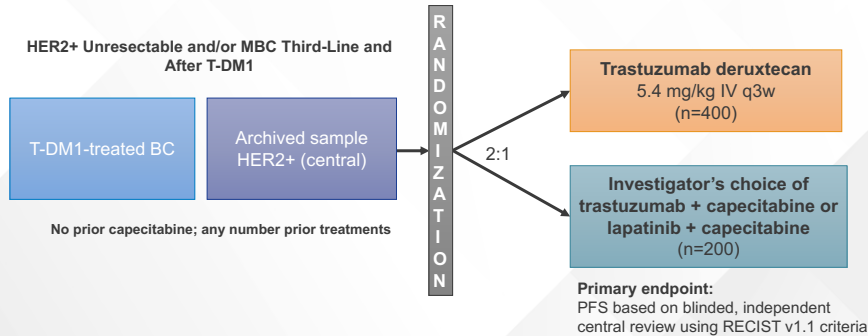 HER2+ Unresectable and/or MBC Third-Line and
After T-DM1
T-DM1-treated BC
Archived sample
HER2+ (central)
No prior capecitabine; any number prior treatments
RANDOMIZATION
2:1
Trastuzumab deruxtecan
5.4 mg/kg IV q3w
(n=400)
Investigator’s choice of
trastuzumab + capecitabine or
lapatinib + capecitabine
(n=200)
Primary endpoint:
PFS based on blinded, independent
central review using RECIST v1.1 criteria